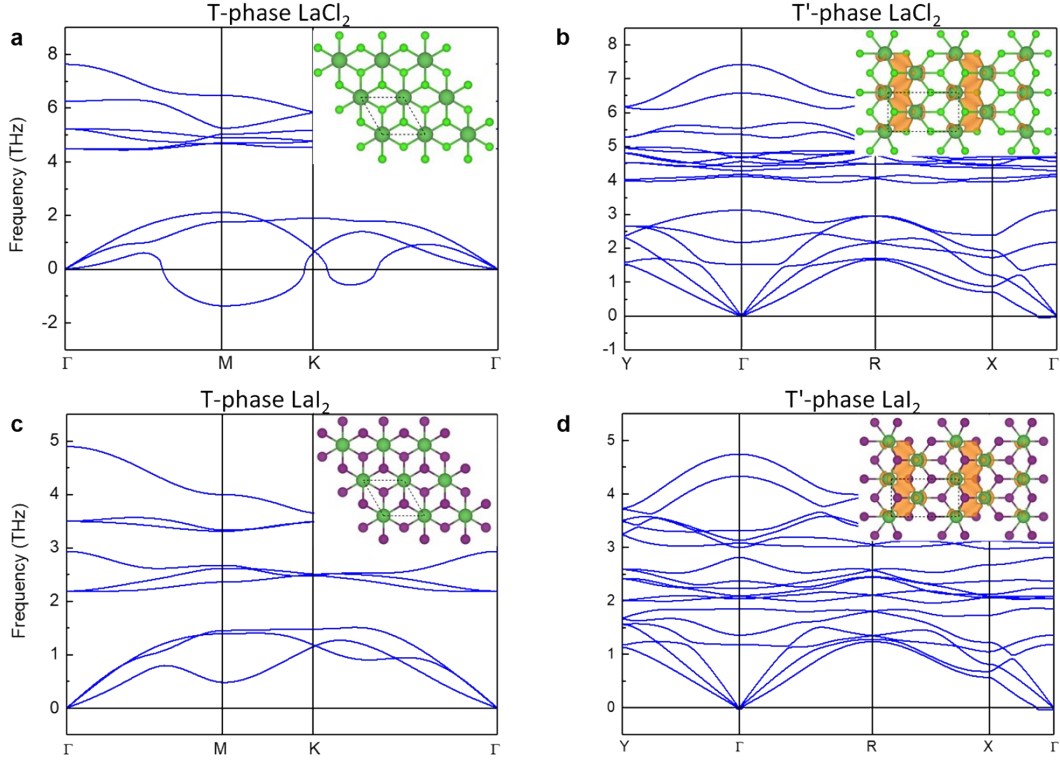 T-phase LaCl₂
T'-phase LaCl₂
a
b
8
6
4
2
0
-2
Frequency (THz)
Γ
M
K
Γ
8
7
6
5
4
3
2
1
0
-1
Y
Γ
R
X
Γ
T-phase LaI₂
T'-phase LaI₂
c
d
5
4
3
2
1
0
Frequency (THz)
Γ
M
K
Γ
5
4
3
2
1
0
Y
Γ
R
X
Γ